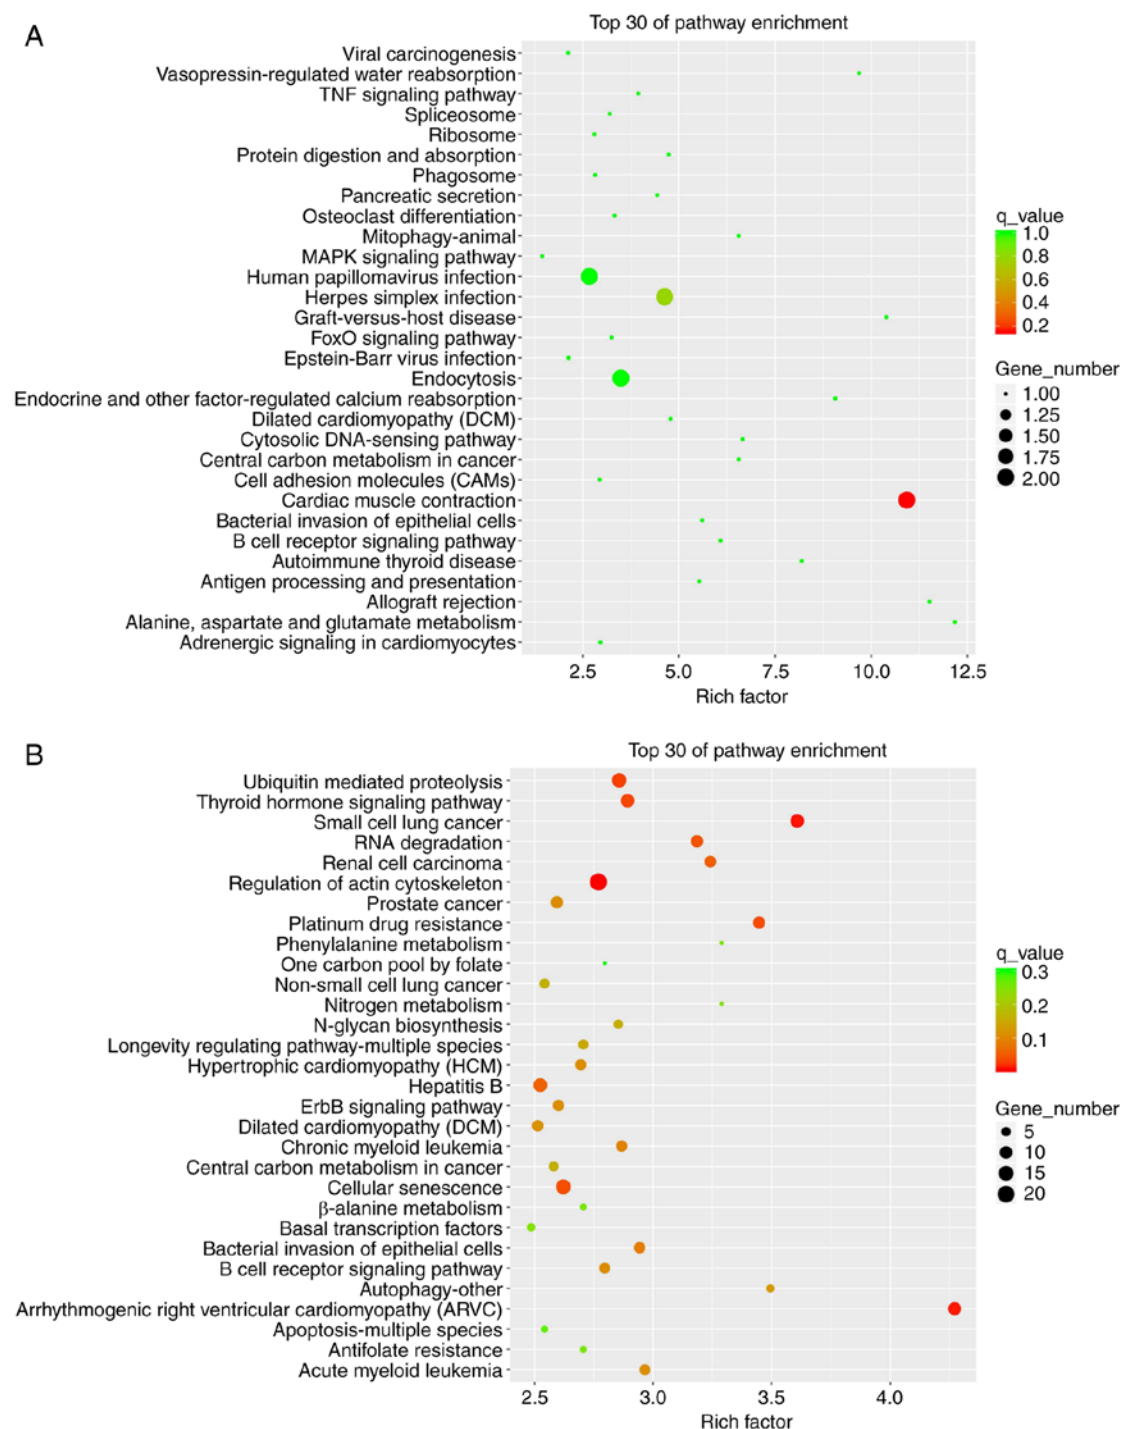 A
Top 30 of pathway enrichment
Viral carcinogenesis
Vasopressin-regulated water reabsorption
TNF signaling pathway
Spliceosome
Ribosome
Protein digestion and absorption
Phagosome
Pancreatic secretion
Osteoclast differentiation
Mitophagy-animal
MAPK signaling pathway
Human papillomavirus infection
Herpes simplex infection
Graft-versus-host disease
FoxO signaling pathway
Epstein-Barr virus infection
Endocytosis
Endocrine and other factor-regulated calcium reabsorption
Dilated cardiomyopathy (DCM)
Cytosolic DNA-sensing pathway
Central carbon metabolism in cancer
Cell adhesion molecules (CAMs)
Cardiac muscle contraction
Bacterial invasion of epithelial cells
B cell receptor signaling pathway
Autoimmune thyroid disease
Antigen processing and presentation
Allograft rejection
Alanine, aspartate and glutamate metabolism
Adrenergic signaling in cardiomyocytes
2.5 5.0 7.5 10.0 12.5
Rich factor
q_value
1.0
0.8
0.6
0.4
0.2
Gene_number
1.00
1.25
1.50
1.75
2.00
B
Top 30 of pathway enrichment
Ubiquitin mediated proteolysis
Thyroid hormone signaling pathway
Small cell lung cancer
RNA degradation
Renal cell carcinoma
Regulation of actin cytoskeleton
Prostate cancer
Platinum drug resistance
Phenylalanine metabolism
One carbon pool by folate
Non-small cell lung cancer
Nitrogen metabolism
N-glycan biosynthesis
Longevity regulating pathway-multiple species
Hypertrophic cardiomyopathy (HCM)
Hepatitis B
ErbB signaling pathway
Dilated cardiomyopathy (DCM)
Chronic myeloid leukemia
Central carbon metabolism in cancer
Cellular senescence
β-alanine metabolism
Basal transcription factors
Bacterial invasion of epithelial cells
B cell receptor signaling pathway
Autophagy-other
Arrhythmogenic right ventricular cardiomyopathy (ARVC)
Apoptosis-multiple species
Antifolate resistance
Acute myeloid leukemia
2.5 3.0 3.5 4.0
Rich factor
q_value
0.3
0.2
0.1
Gene_number
5
10
15
20